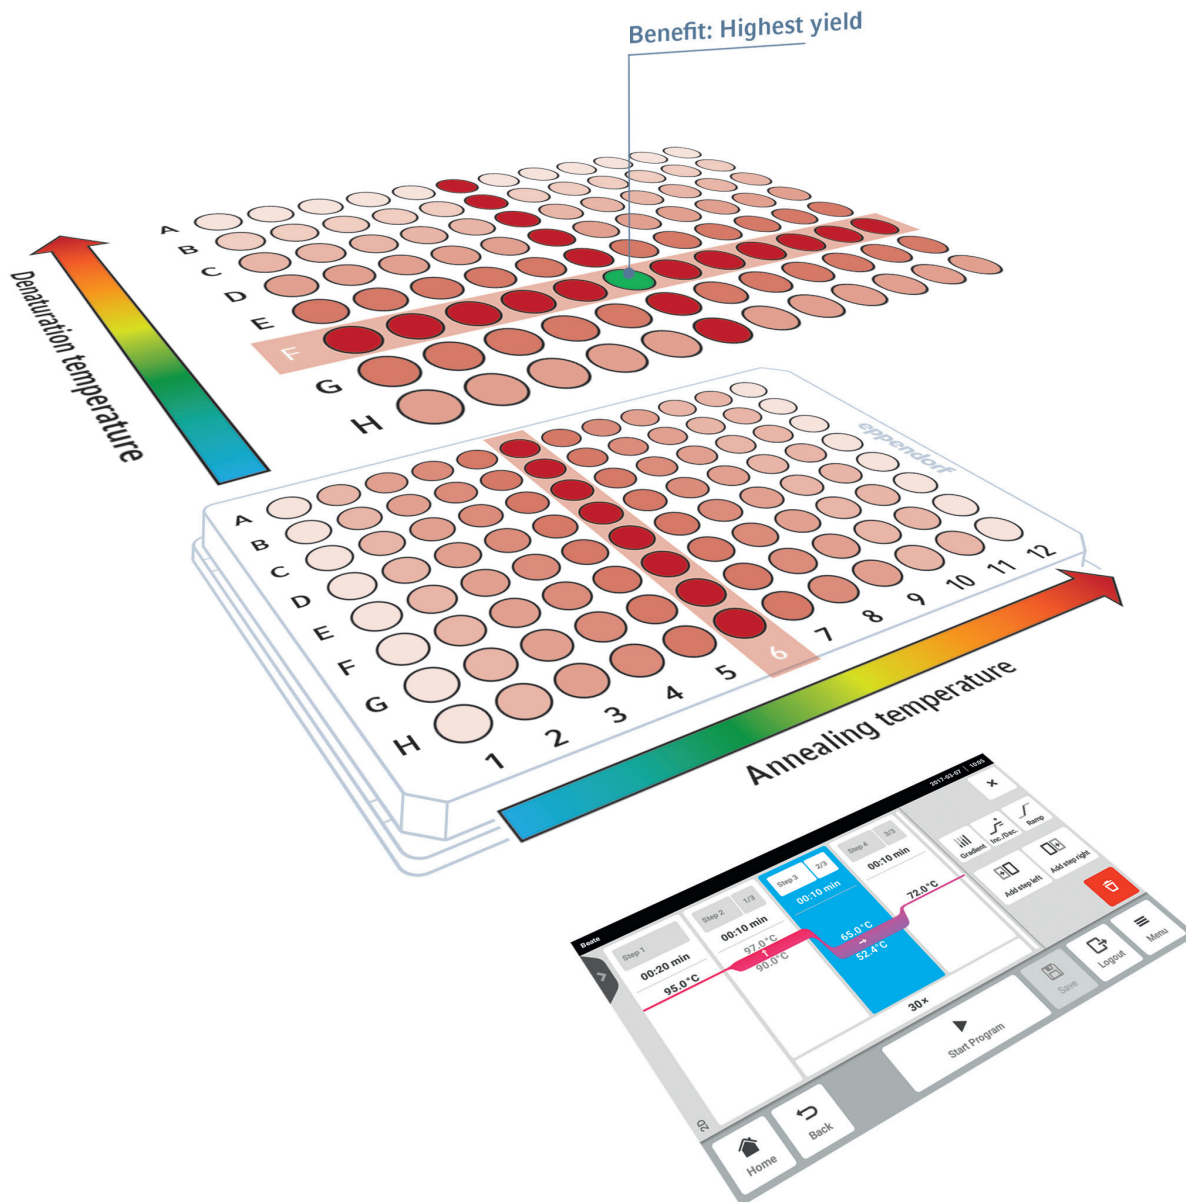 Benefit: Highest yield
Denaturation temperature
A
B
C
D
E
F
G
H
eppendorf
A
B
C
D
E
F
G
H
1
2
3
4
5
6
7
8
9
10
11
12
Annealing temperature
Beate
2017-03-07 | 10:05
Step 1
00:20 min
95.0°C
Step 2
1/3
00:10 min
97.0°C
90.0°C
Step 3
2/3
00:10 min
65.0°C
52.4°C
Step 4
3/3
00:10 min
72.0°C
30×
2D
Gradient
Inc./Dec.
Ramp
Add step left
Add step right
Home
Back
Start Program
Save
Logout
Menu